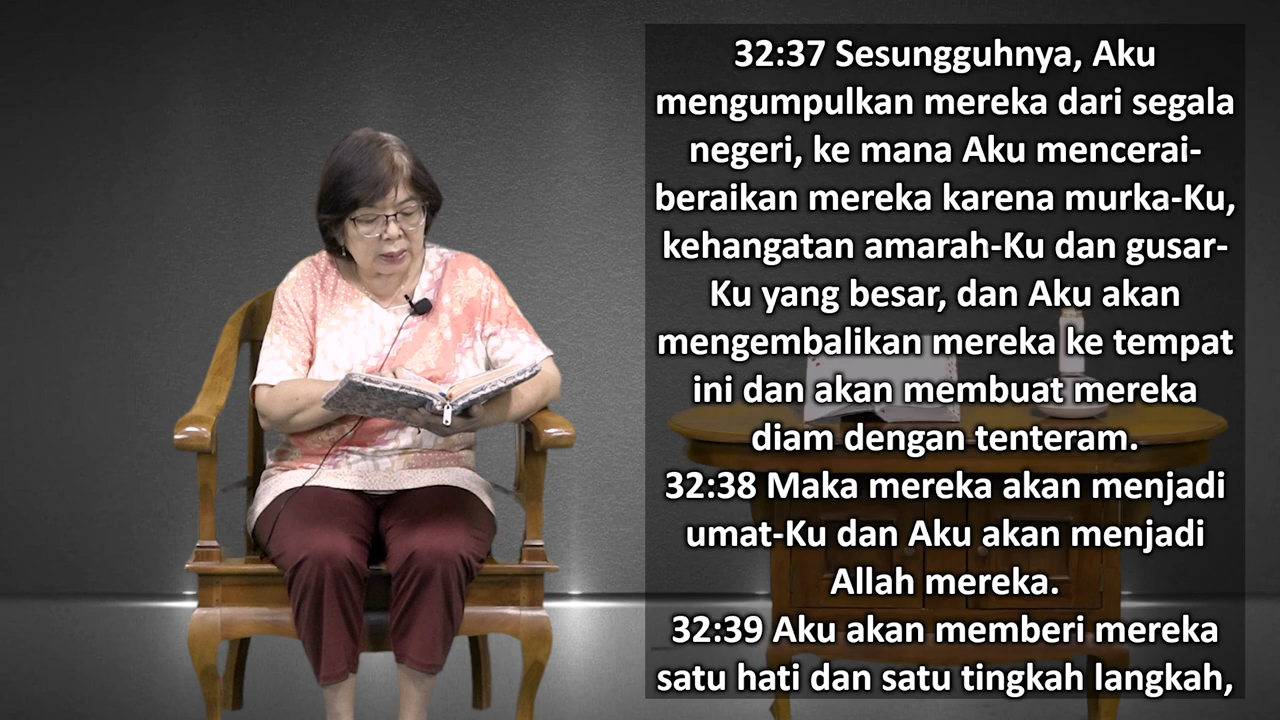 32:37 Sesungguhnya, Aku
mengumpulkan mereka dari segala
negeri, ke mana Aku mencerai-
beraikan mereka karena murka-Ku,
kehangatan amarah-Ku dan gusar-
Ku yang besar, dan Aku akan
mengembalikan mereka ke tempat
ini dan akan membuat mereka
diam dengan tenteram.
32:38 Maka mereka akan menjadi
umat-Ku dan Aku akan menjadi
Allah mereka.
32:39 Aku akan memberi mereka
satu hati dan satu tingkah langkah,